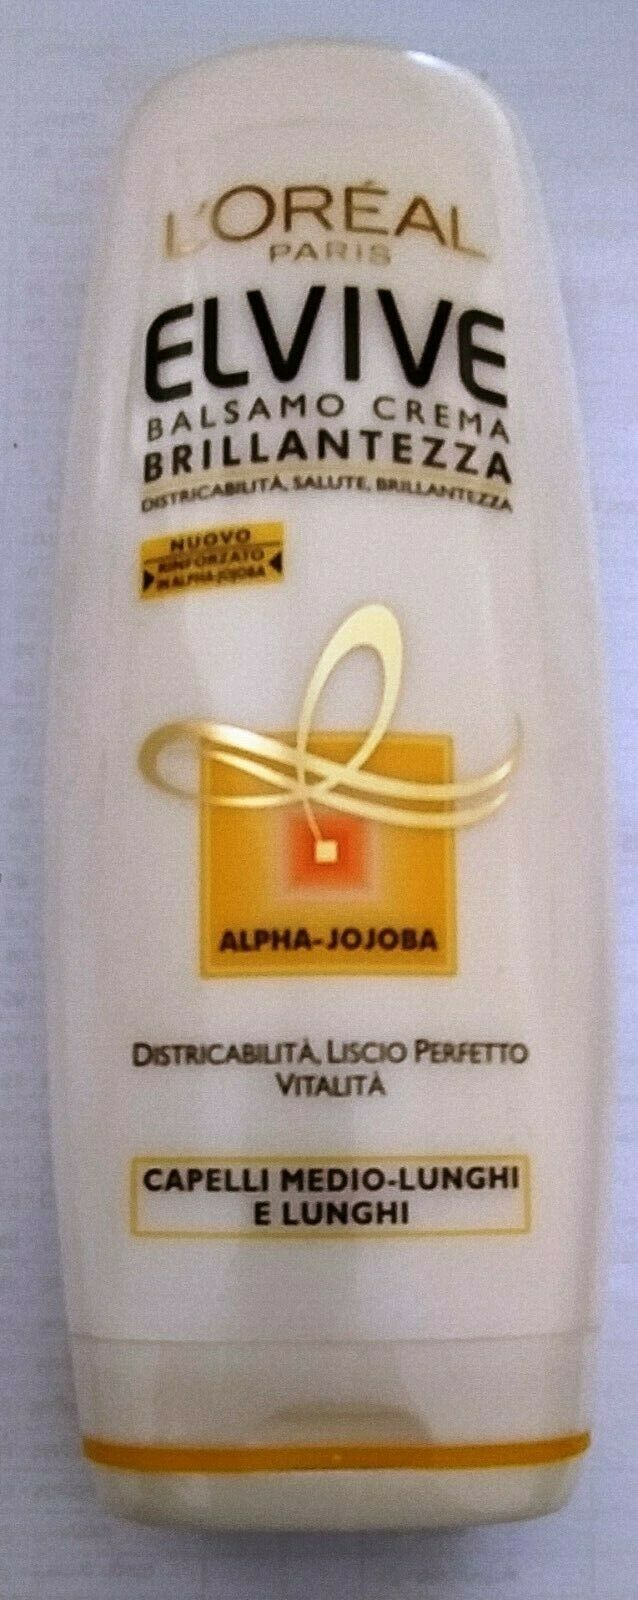 L'ORÉAL
PARIS
ELVIVE
BALSAMO CREMA
BRILLANTEZZA
DISTRICABILITÀ, SALUTE, BRILLANTEZZA
NUOVO
RINFORZATO
IN ALPHA-JOJOBA
ALPHA-JOJOBA
DISTRICABILITÀ, LISCIO PERFETTO
VITALITÀ
CAPELLI MEDIO-LUNGHI
E LUNGHI